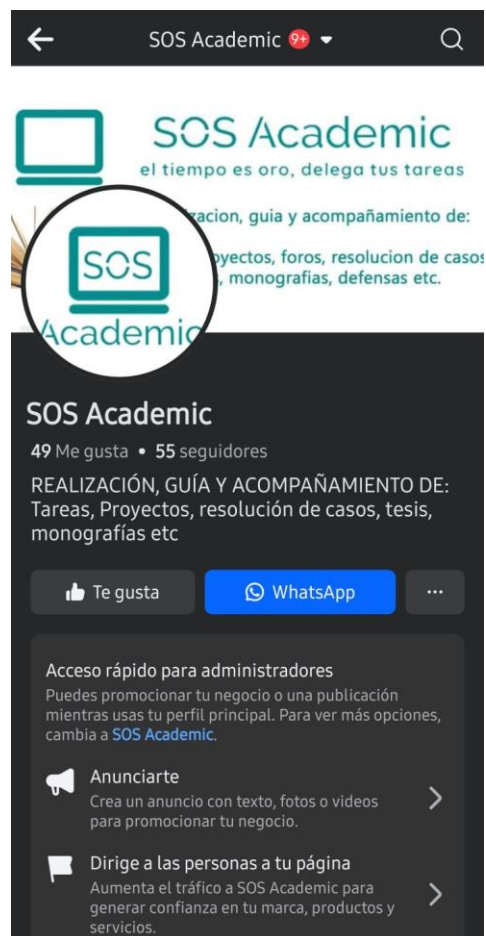 SOS Academic 9+
SOS Academic
el tiempo es oro, delega tus tareas
zacion, guia y acompañamiento de:
oyectos, foros, resolucion de casos
, monografias, defensas etc.
SOS
Academic
SOS Academic
49 Me gusta • 55 seguidores
REALIZACIÓN, GUÍA Y ACOMPAÑAMIENTO DE:
Tareas, Proyectos, resolución de casos, tesis,
monografías etc
Te gusta
WhatsApp
Acceso rápido para administradores
Puedes promocionar tu negocio o una publicación
mientras usas tu perfil principal. Para ver más opciones,
cambia a SOS Academic.
Anunciarte
Crea un anuncio con texto, fotos o videos
para promocionar tu negocio.
Dirige a las personas a tu página
Aumenta el tráfico a SOS Academic para
generar confianza en tu marca, productos y
servicios.